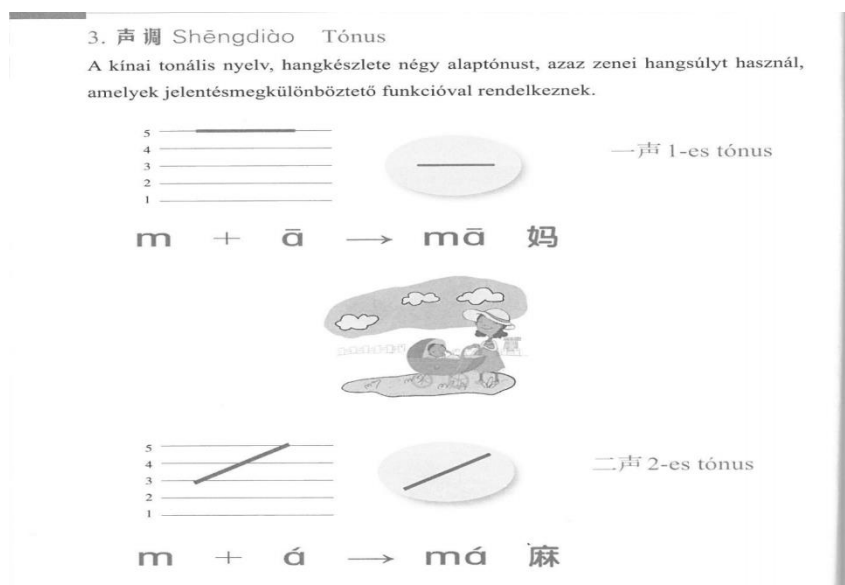 3. 声调 Shēngdiào Tónus
A kínai tonális nyelv, hangkészlete négy alaptónust, azaz zenei hangsúlyt használ,
amelyek jelentésmegkülönböztető funkcióval rendelkeznek.
5
4
3
2
1
一声 1-es tónus
m + ā → mā 妈
5
4
3
2
1
二声 2-es tónus
m + á → má 麻